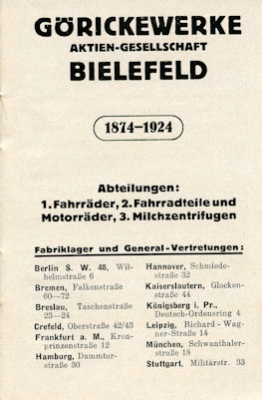 GÖRICKEWERKE
AKTIEN-GESELLSCHAFT
BIELEFELD
1874–1924
Abteilungen:
1. Fahrräder, 2. Fahrradteile und
Motorräder, 3. Milchzentrifugen
Fabriklager und General-Vertretungen:
Berlin S. W. 48, Wil-
helmstraße 6
Bremen, Falkenstraße
60—72
Breslau, Taschenstraße
23—24
Crefeld, Oberstraße 42/43
Frankfurt a. M., Kron-
prinzenstraße 12
Hamburg, Dammtor-
straße 30
Hannover, Schmiede-
straße 32
Kaiserslautern, Glocken-
straße 44
Königsberg i. Pr.,
Deutsch-Ordensring 4
Leipzig, Richard-Wag-
ner-Straße 14
München, Schwanthaler-
straße 18
Stuttgart, Militärstr. 33